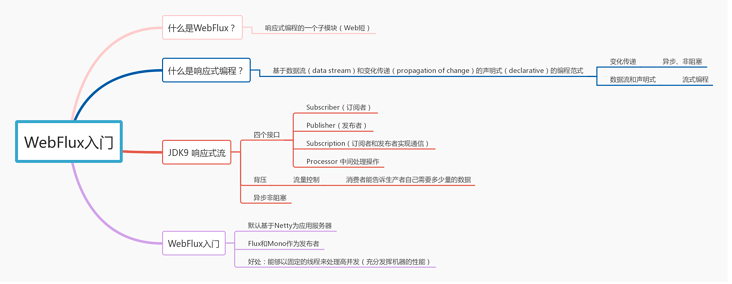 什么是WebFlux？
响应式编程的一个子模块（Web短）
什么是响应式编程？
基于数据流（data stream）和变化传递（propagation of change）的声明式（declarative）的编程范式
变化传递
异步、非阻塞
数据流和声明式
流式编程
WebFlux入门
JDK9 响应式流
四个接口
Subscriber（订阅者）
Publisher（发布者）
Subscription（订阅者和发布者实现通信）
Processor 中间处理操作
背压
流量控制
消费者能告诉生产者自己需要多少量的数据
异步非阻塞
WebFlux入门
默认基于Netty为应用服务器
Flux和Mono作为发布者
好处：能够以固定的线程来处理高并发（充分发挥机器的性能）